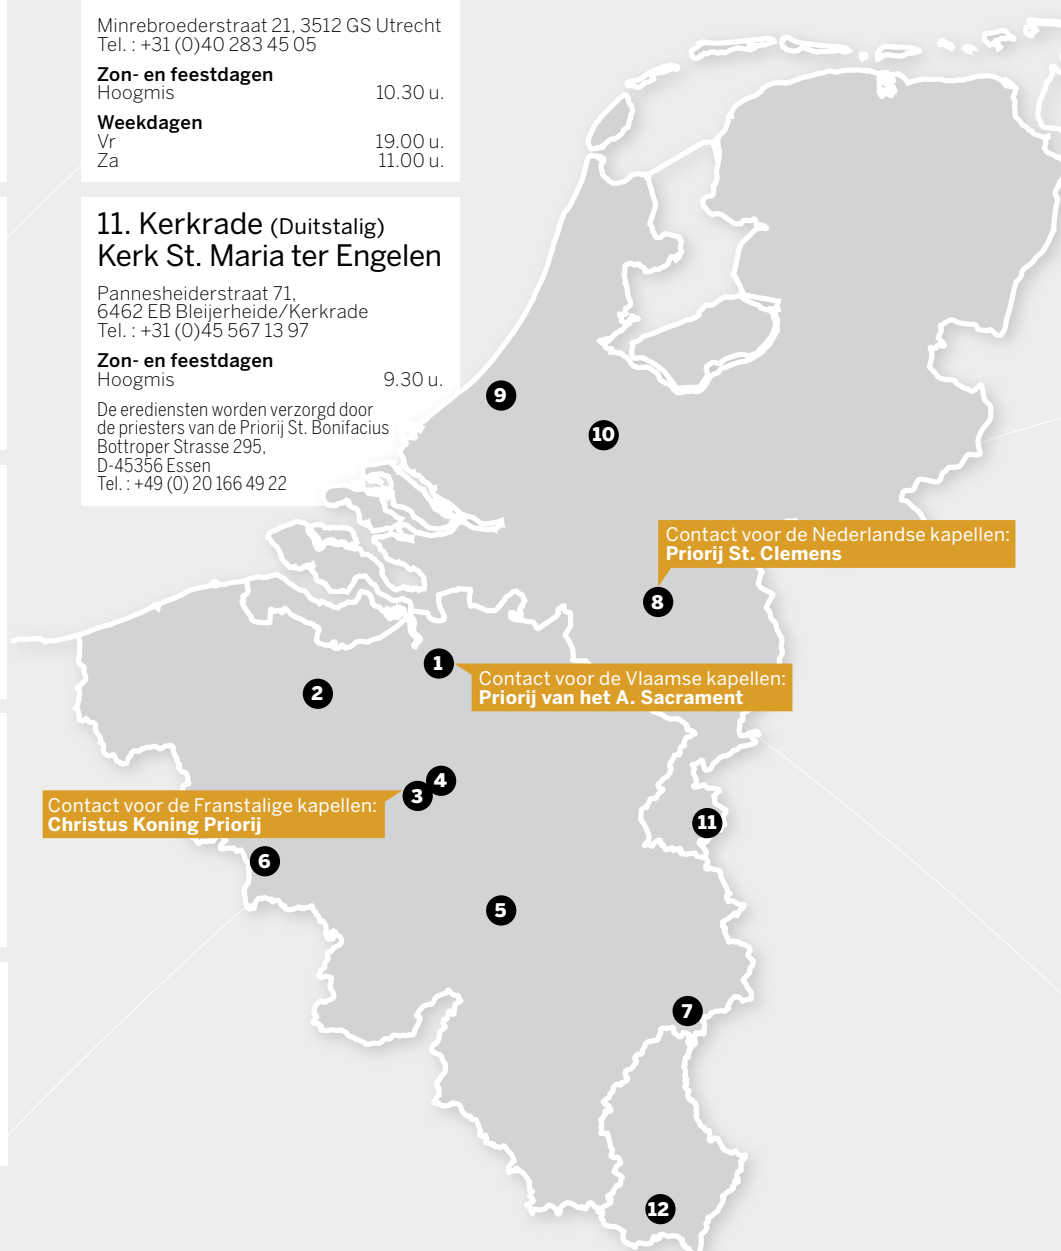 Minrebroederstraat 21, 3512 GS Utrecht
Tel. : +31 (0)40 283 45 05
Zon- en feestdagen
Hoogmis 10.30 u.
Weekdagen
Vr 19.00 u.
Za 11.00 u.
11. Kerkrade (Duitstalig)
Kerk St. Maria ter Engelen
Pannesheiderstraat 71,
6462 EB Bleijerheide/Kerkrade
Tel. : +31 (0)45 567 13 97
Zon- en feestdagen
Hoogmis 9.30 u.
De erediensten worden verzorgd door
de priesters van de Priorij St. Bonifacius
Bottroper Strasse 295,
D-45356 Essen
Tel. : +49 (0) 20 166 49 22
9
10
Contact voor de Nederlandse kapellen:
Priorij St. Clemens
8
1
Contact voor de Vlaamse kapellen:
Priorij van het A. Sacrament
2
4
3
Contact voor de Franstalige kapellen:
Christus Koning Priorij
11
6
5
7
12